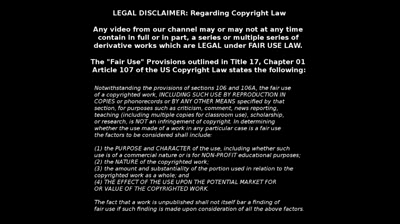 LEGAL DISCLAIMER: Regarding Copyright Law
Any video from our channel may or may not at any time
contain in full or in part, a series or multiple series of
derivative works which are LEGAL under FAIR USE LAW.
The "Fair Use" Provisions outlined in Title 17, Chapter 01
Article 107 of the US Copyright Law states the following:
Notwithstanding the provisions of sections 106 and 106A, the fair use
of a copyrighted work, INCLUDING SUCH USE BY REPRODUCTION IN
COPIES or phonorecords or BY ANY OTHER MEANS specified by that
section, for purposes such as criticism, comment, news reporting,
teaching (including multiple copies for classroom use), scholarship,
or research, IS NOT an infringement of copyright. In determining
whether the use made of a work in any particular case is a fair use
the factors to be considered shall include:
(1) the PURPOSE and CHARACTER of the use, including whether such
use is of a commercial nature or is for NON-PROFIT educational purposes;
(2) the NATURE of the copyrighted work;
(3) the amount and substantiality of the portion used in relation to the
copyrighted work as a whole; and
(4) THE EFFECT OF THE USE UPON THE POTENTIAL MARKET FOR
OR VALUE OF THE COPYRIGHTED WORK.
The fact that a work is unpublished shall not itself bar a finding of
fair use if such finding is made upon consideration of all the above factors.